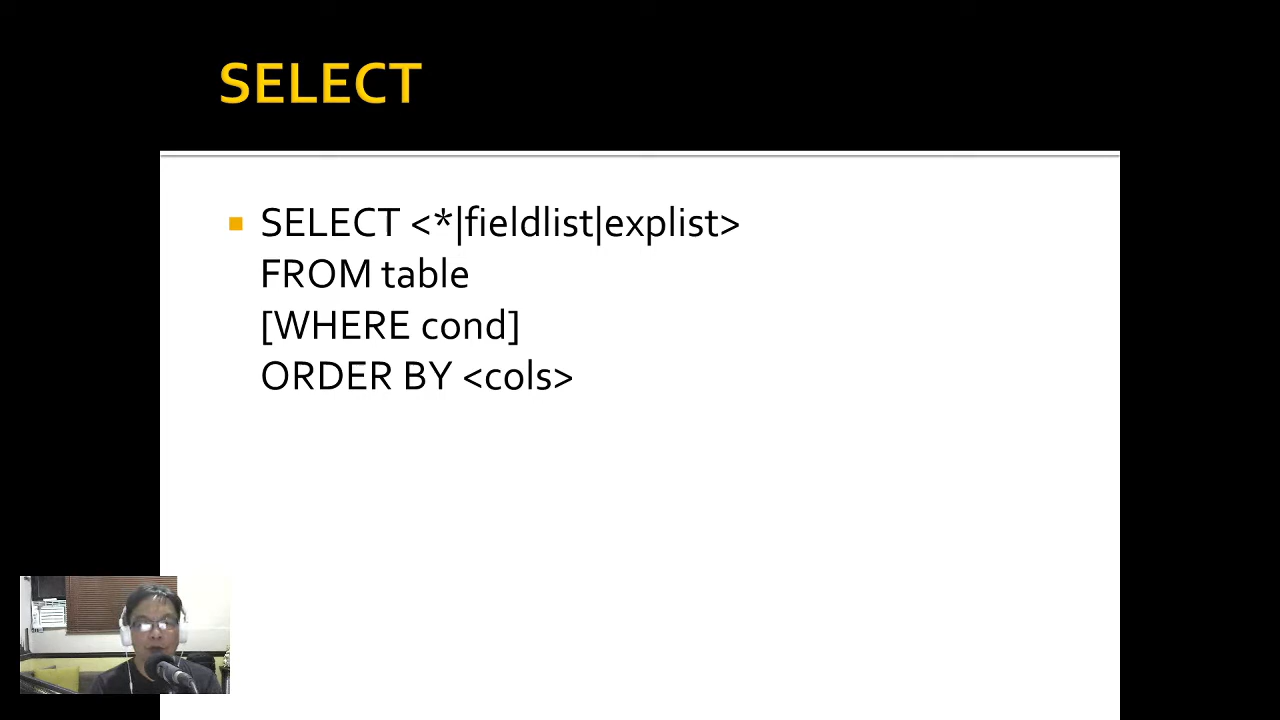 SELECT
SELECT <*|fieldlist|explist>
FROM table
[WHERE cond]
ORDER BY <cols>